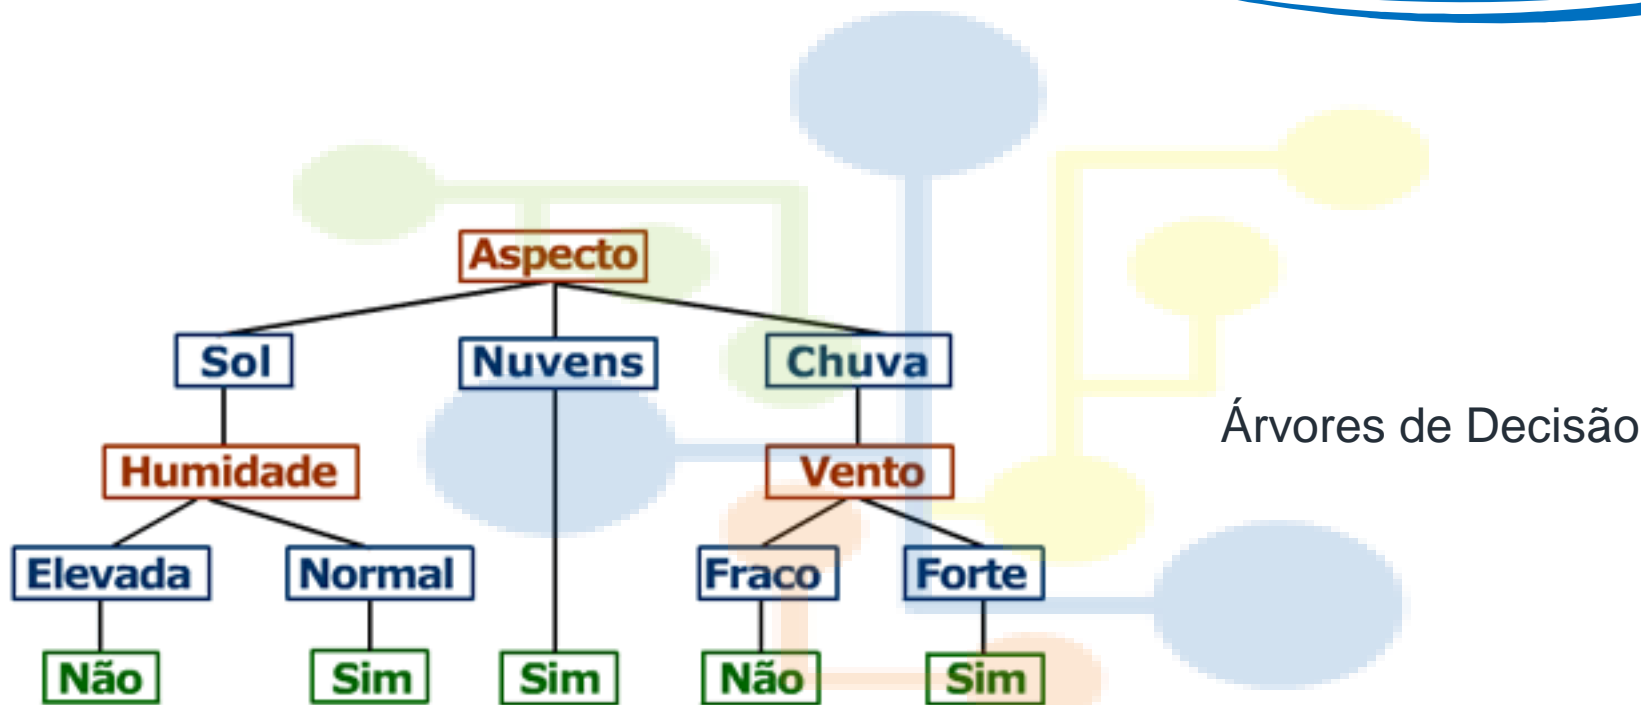 Aspecto
Sol Nuvens Chuva
Árvores de Decisão
Humidade Vento
Elevada Normal Fraco Forte
Não Sim Sim Não Sim